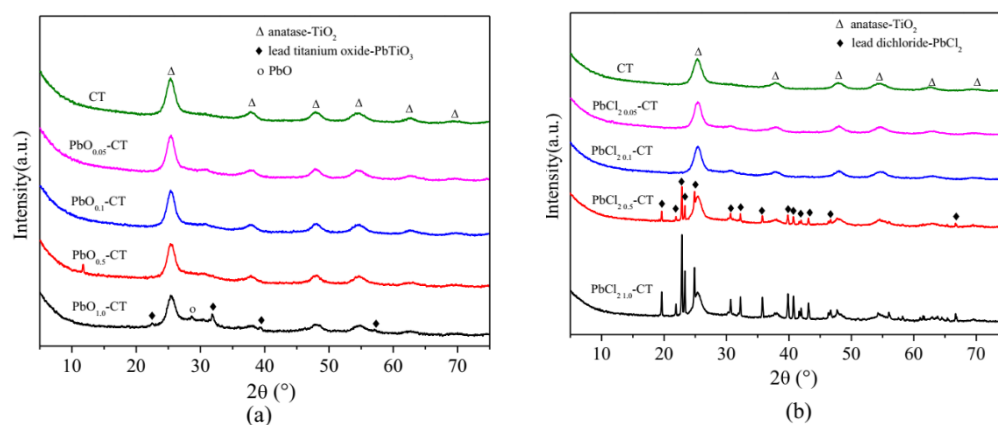 Δ anatase-TiO₂
♦ lead titanium oxide-PbTiO₃
o PbO
CT
PbO₀.₀₅-CT
PbO₀.₁-CT
PbO₀.₅-CT
PbO₁.₀-CT
Intensity(a.u.)
10 20 30 40 50 60 70
2θ (°)
(a)
Δ anatase-TiO₂
♦ lead dichloride-PbCl₂
CT
PbCl₂ ₀.₀₅-CT
PbCl₂ ₀.₁-CT
PbCl₂ ₀.₅-CT
PbCl₂ ₁.₀-CT
Intensity(a.u.)
10 20 30 40 50 60 70
2θ (°)
(b)